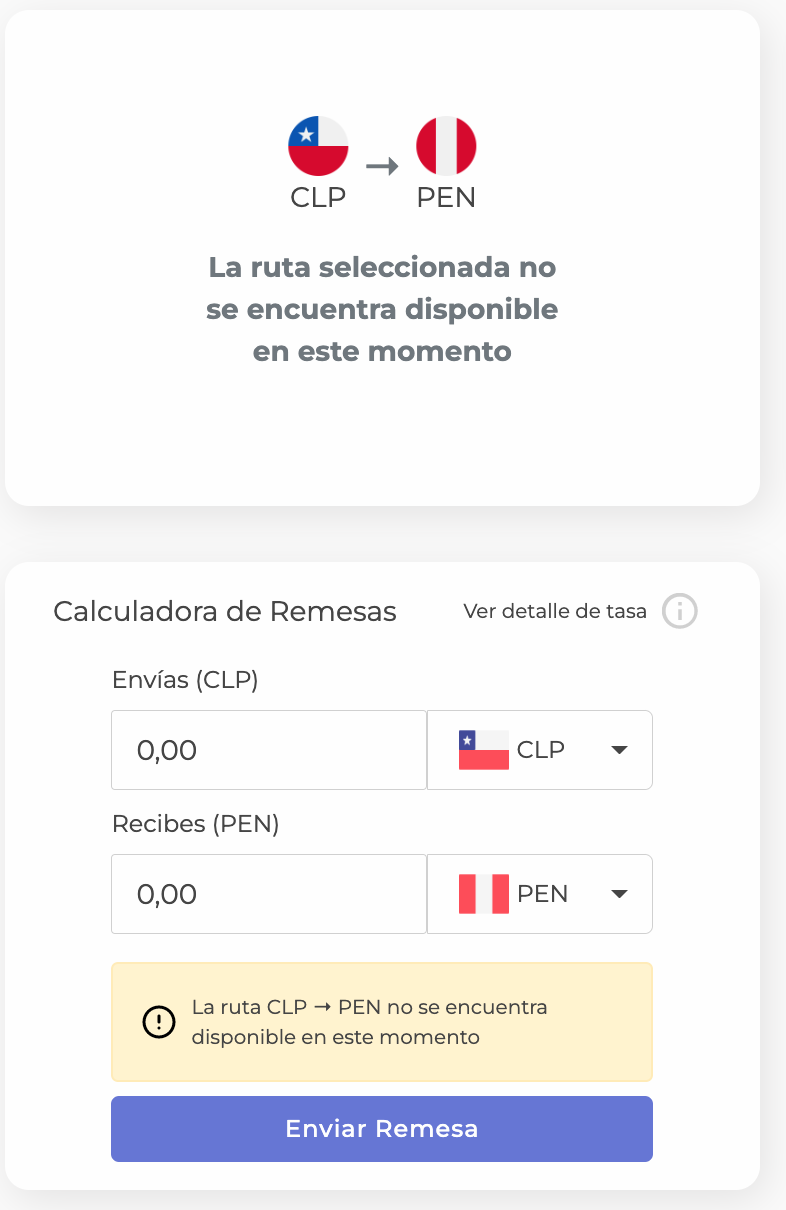 CLP → PEN
La ruta seleccionada no
se encuentra disponible
en este momento
Calculadora de Remesas
Ver detalle de tasa
Envías (CLP)
0,00
CLP
Recibes (PEN)
0,00
PEN
La ruta CLP → PEN no se encuentra
disponible en este momento
Enviar Remesa